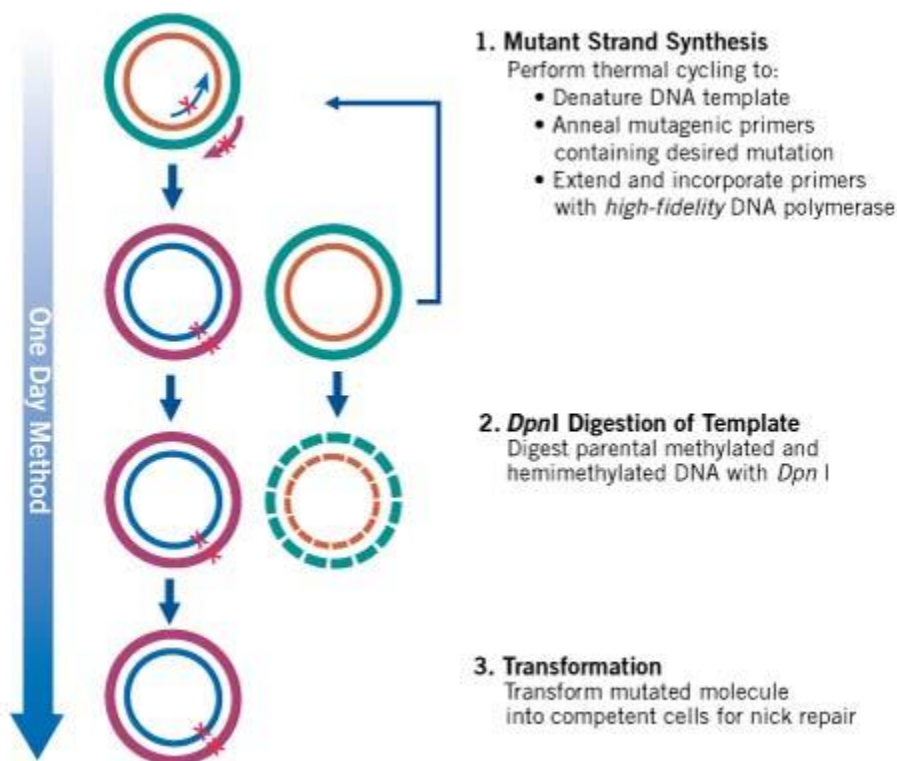 One Day Method
1. Mutant Strand Synthesis
Perform thermal cycling to:
• Denature DNA template
• Anneal mutagenic primers
containing desired mutation
• Extend and incorporate primers
with high-fidelity DNA polymerase
2. DpnI Digestion of Template
Digest parental methylated and
hemimethylated DNA with Dpn I
3. Transformation
Transform mutated molecule
into competent cells for nick repair